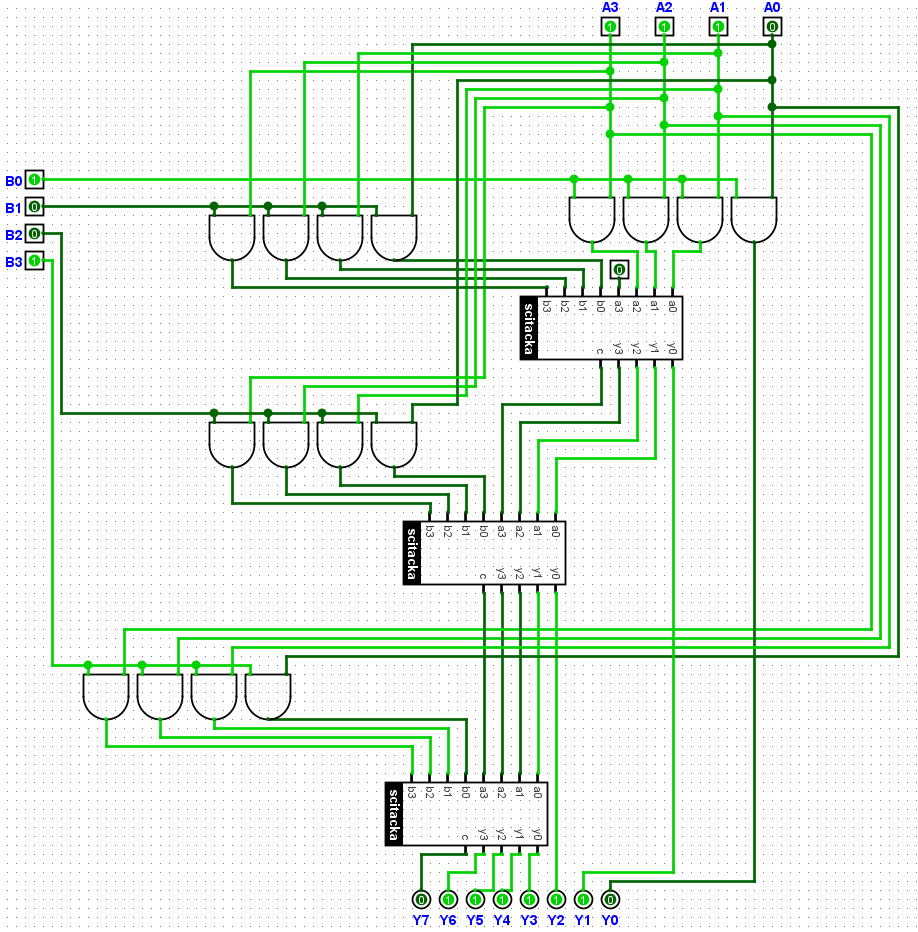 A3 A2 A1 A0
1 1 1 0
B0 1
B1 0
B2 0
B3 1
0
scitacka
b3 b2 b1 b0 a3 a2 a1 a0
c y3 y2 y1 y0
scitacka
b3 b2 b1 b0 a3 a2 a1 a0
c y3 y2 y1 y0
scitacka
b3 b2 b1 b0 a3 a2 a1 a0
c y3 y2 y1 y0
0 1 1 1 1 1 1 0
Y7 Y6 Y5 Y4 Y3 Y2 Y1 Y0